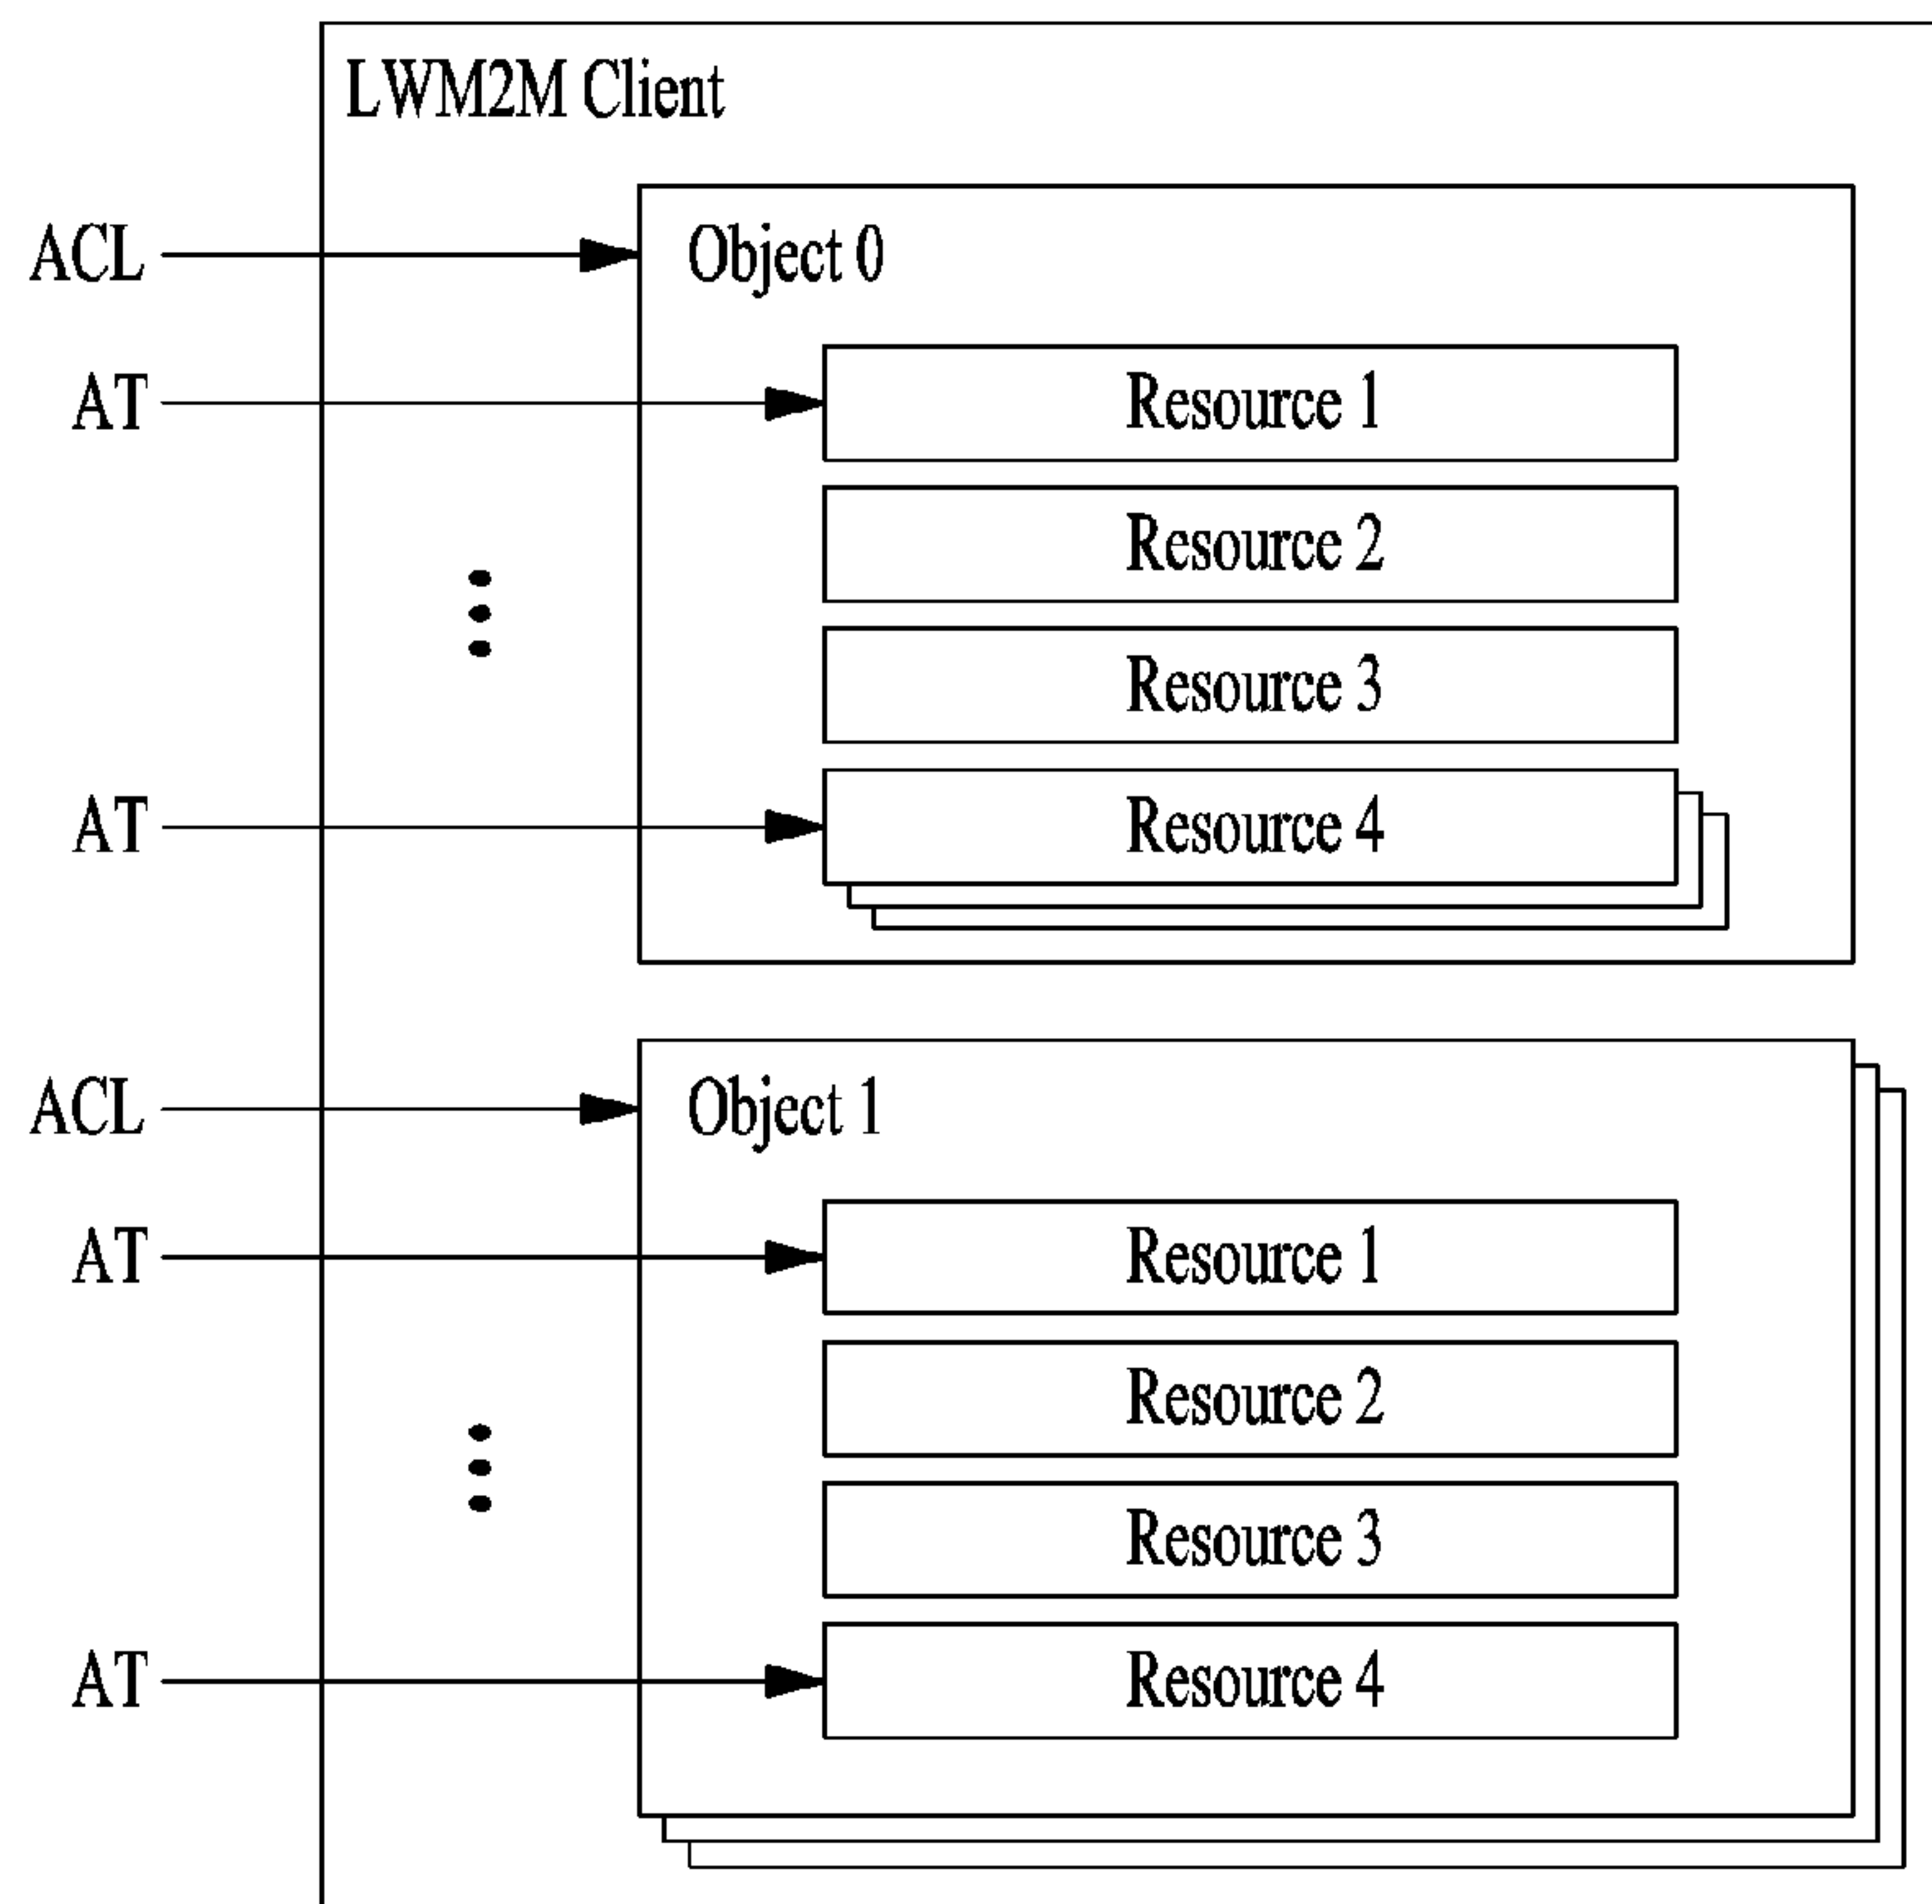 LWM2M Client
ACL
Object 0
AT
Resource 1
Resource 2
Resource 3
AT
Resource 4
ACL
Object 1
AT
Resource 1
Resource 2
Resource 3
AT
Resource 4